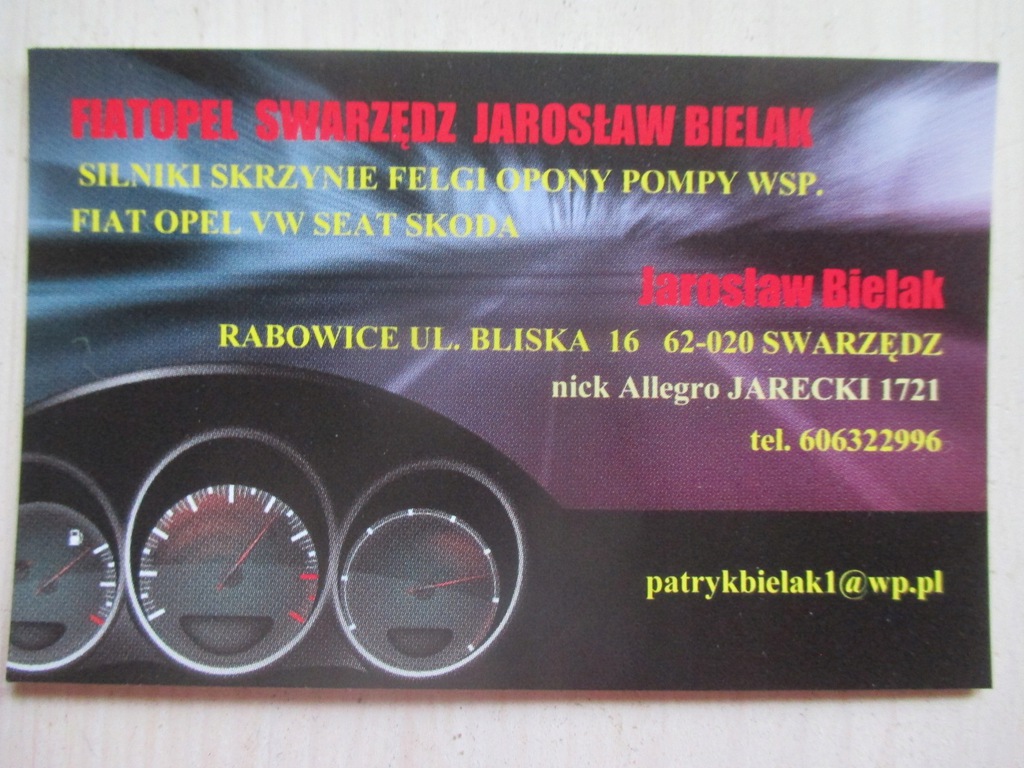 FIATOPEL SWARZĘDZ JAROSŁAW BIELAK
SILNIKI SKRZYNIE FELGI OPONY POMPY WSP.
FIAT OPEL VW SEAT SKODA
Jarosław Bielak
RABOWICE UL. BLISKA 16 62-020 SWARZĘDZ
nick Allegro JARECKI 1721
tel. 606322996
patrykbielak1@wp.pl